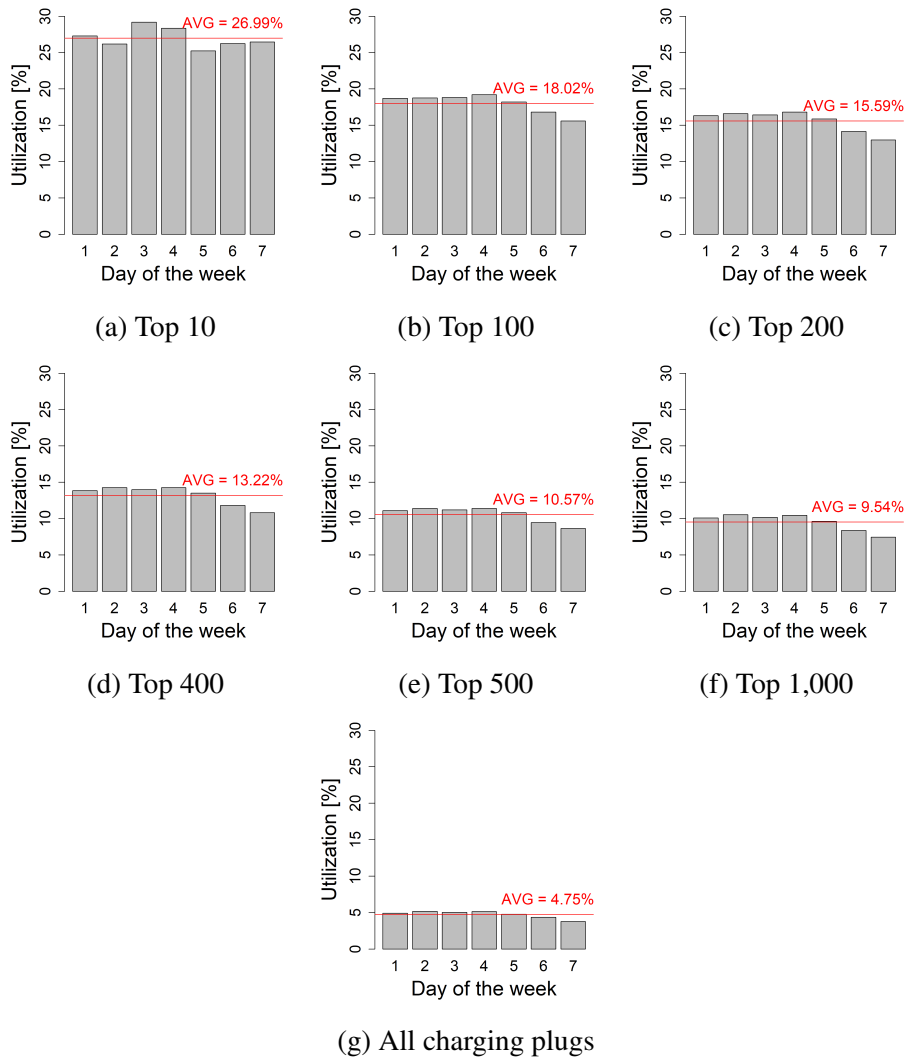 30
25
20
15
10
5
0
Utilization [%]
AVG = 26.99%
1 2 3 4 5 6 7
Day of the week
(a) Top 10
30
25
20
15
10
5
0
Utilization [%]
AVG = 18.02%
1 2 3 4 5 6 7
Day of the week
(b) Top 100
30
25
20
15
10
5
0
Utilization [%]
AVG = 15.59%
1 2 3 4 5 6 7
Day of the week
(c) Top 200
30
25
20
15
10
5
0
Utilization [%]
AVG = 13.22%
1 2 3 4 5 6 7
Day of the week
(d) Top 400
30
25
20
15
10
5
0
Utilization [%]
AVG = 10.57%
1 2 3 4 5 6 7
Day of the week
(e) Top 500
30
25
20
15
10
5
0
Utilization [%]
AVG = 9.54%
1 2 3 4 5 6 7
Day of the week
(f) Top 1,000
30
25
20
15
10
5
0
Utilization [%]
AVG = 4.75%
1 2 3 4 5 6 7
Day of the week
(g) All charging plugs